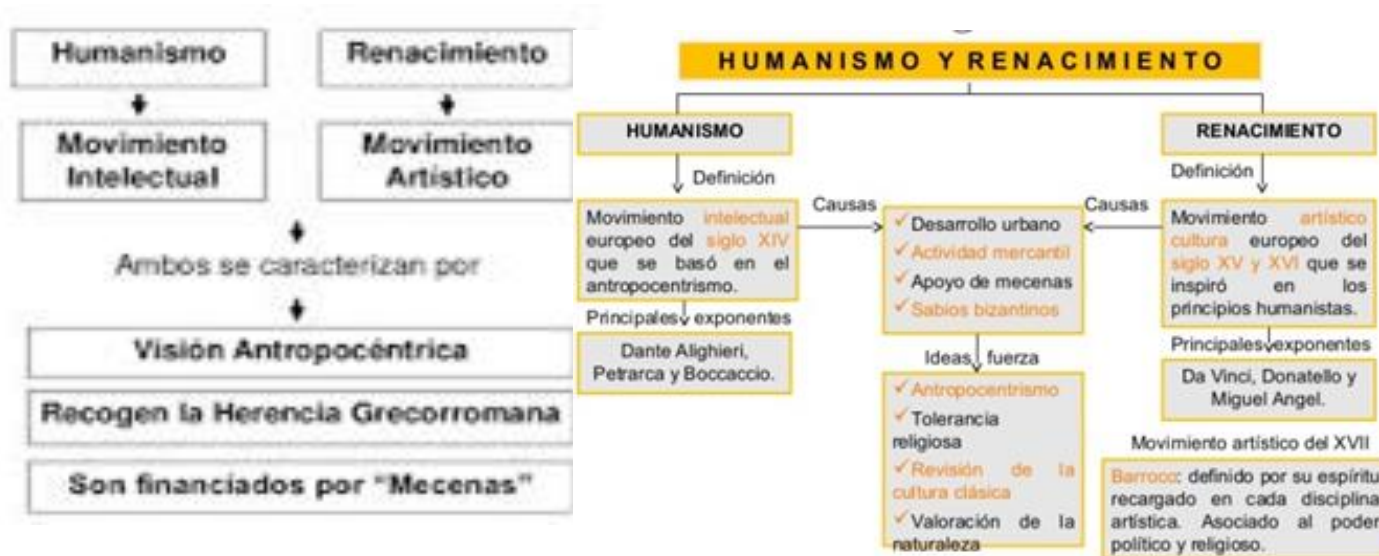 Humanismo
Renacimiento
Movimiento
Intelectual
Movimiento
Artístico
Ambos se caracterizan por
Visión Antropocéntrica
Recogen la Herencia Grecorromana
Son financiados por “Mecenas”
HUMANISMO Y RENACIMIENTO
HUMANISMO
Definición
Movimiento intelectual
europeo del siglo XIV
que se basó en el
antropocentrismo.
Principales exponentes
Dante Alighieri,
Petrarca y Boccaccio.
Causas
Causas
✓Desarrollo urbano
✓Actividad mercantil
✓Apoyo de mecenas
✓Sabios bizantinos
Ideas fuerza
✓Antropocentrismo
✓Tolerancia
religiosa
✓Revisión de la
cultura clásica
✓Valoración de la
naturaleza
RENACIMIENTO
Definición
Movimiento artístico
cultura europeo del
siglo XV y XVI que se
inspiró en los
principios humanistas.
Principales exponentes
Da Vinci, Donatello y
Miguel Angel.
Movimiento artístico del XVII
Barroco: definido por su espíritu
recargado en cada disciplina
artística. Asociado al poder
político y religioso.